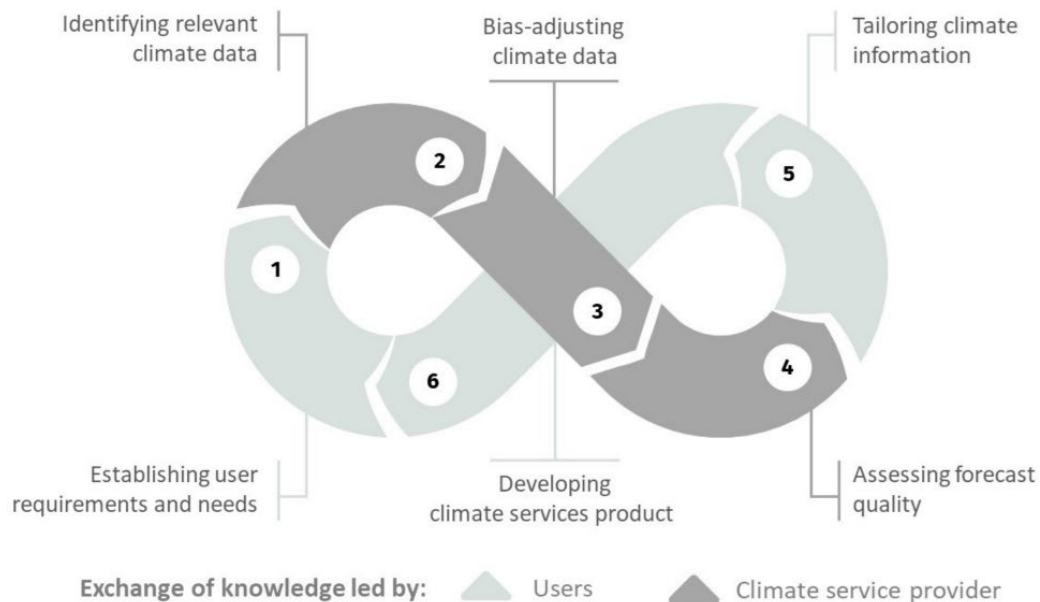 Identifying relevant
climate data
Bias-adjusting
climate data
Tailoring climate
information
2
5
1
3
4
6
Establishing user
requirements and needs
Developing
climate services product
Assessing forecast
quality
Exchange of knowledge led by: Users Climate service provider